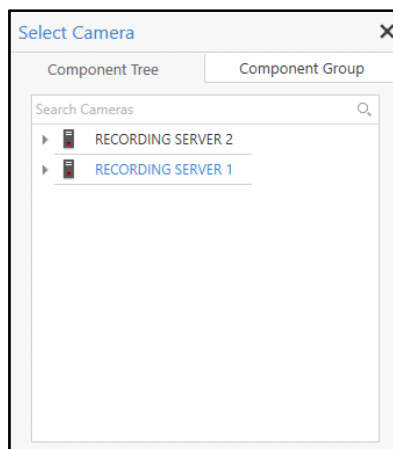 Select Camera
Component Tree
Component Group
Search Cameras
RECORDING SERVER 2
RECORDING SERVER 1